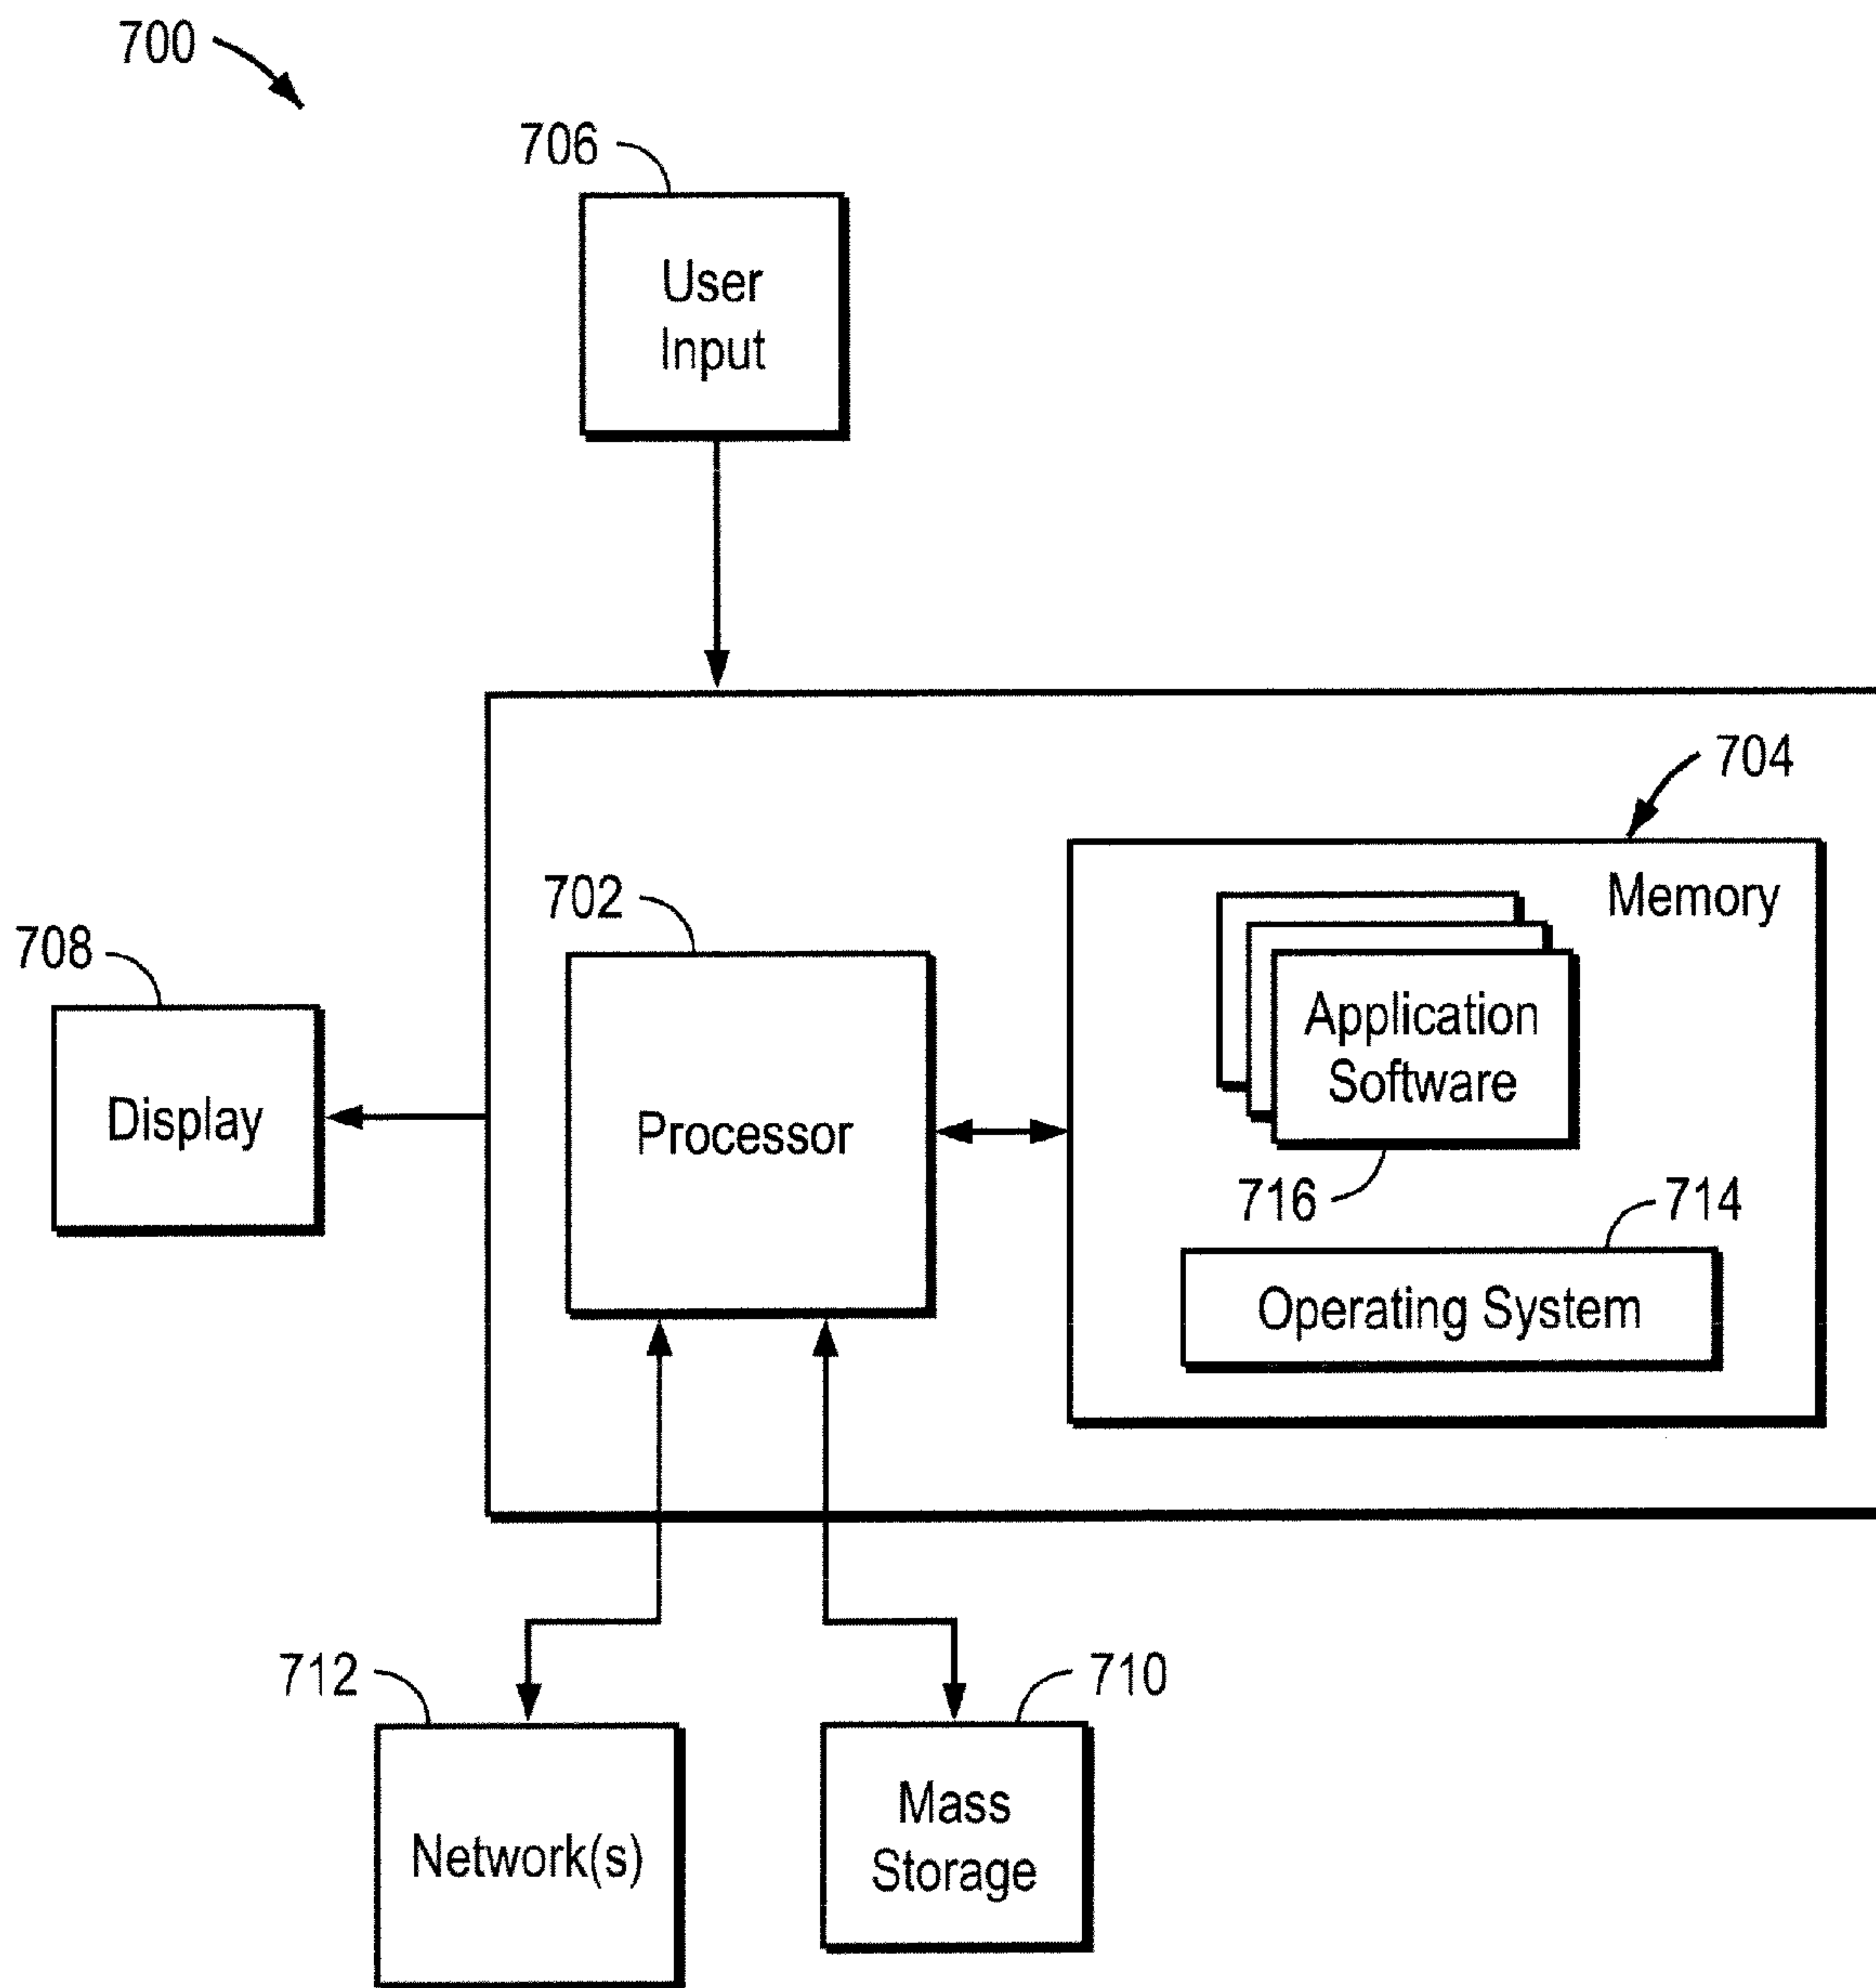 700
706
User
Input
704
Memory
702
708
Application
Software
Display
Processor
716
714
Operating System
712
710
Mass
Storage
Network(s)